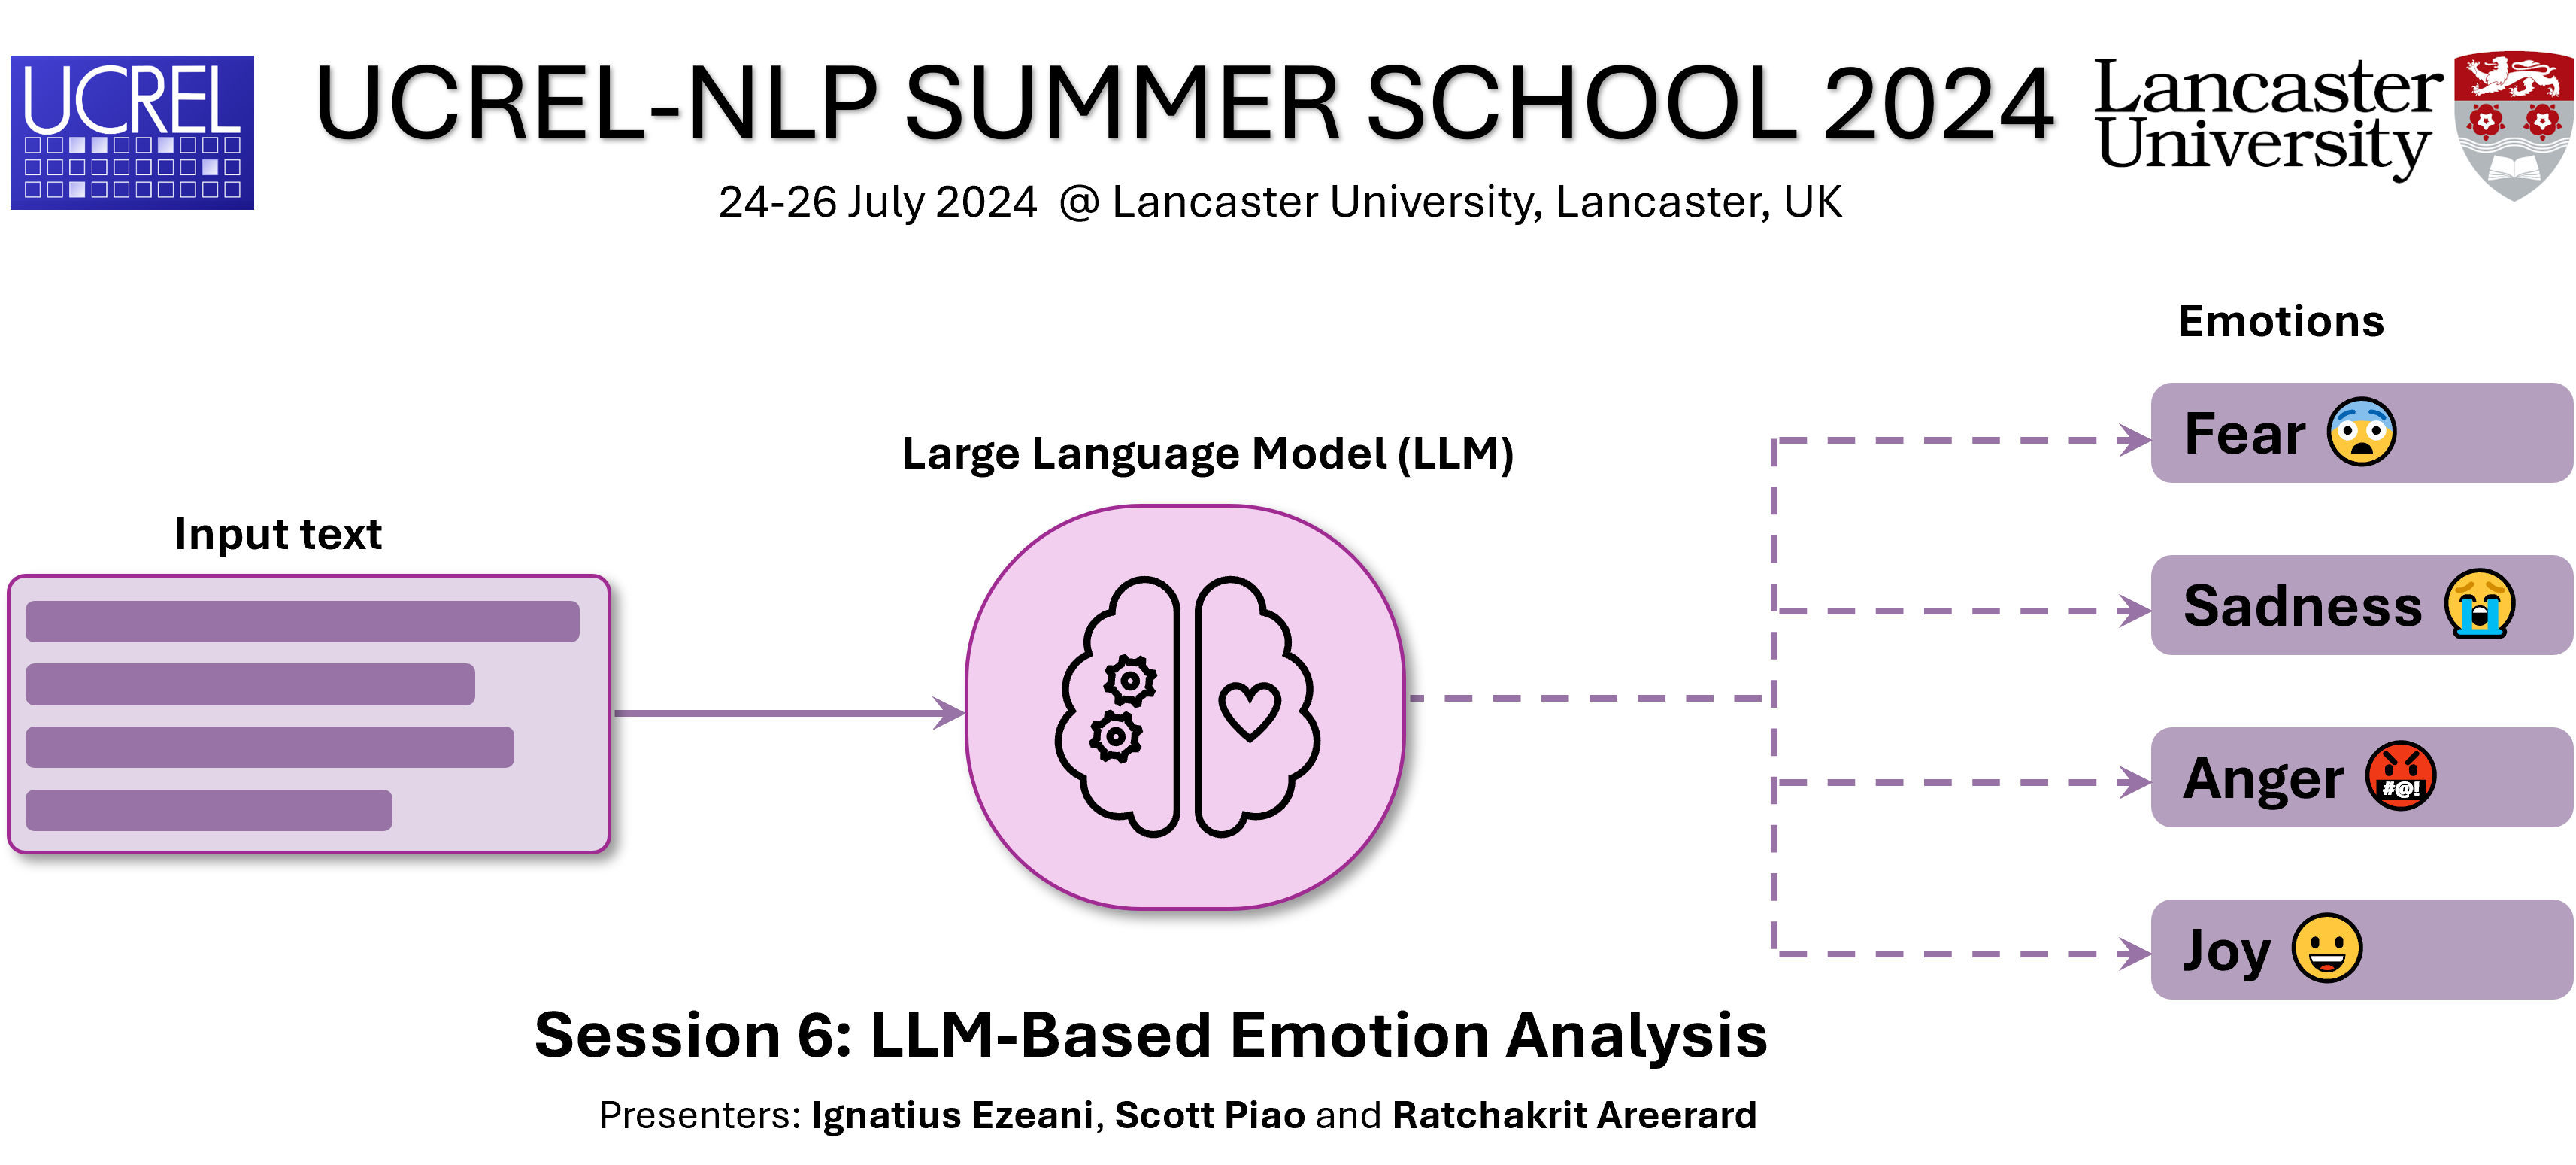 UCREL
UCREL-NLP SUMMER SCHOOL 2024
Lancaster
University
24-26 July 2024 @ Lancaster University, Lancaster, UK
Emotions
Fear 😨
Large Language Model (LLM)
Input text
Sadness 😭
Anger 🤬
#@!
Joy 😀
Session 6: LLM-Based Emotion Analysis
Presenters: Ignatius Ezeani, Scott Piao and Ratchakrit Areerard